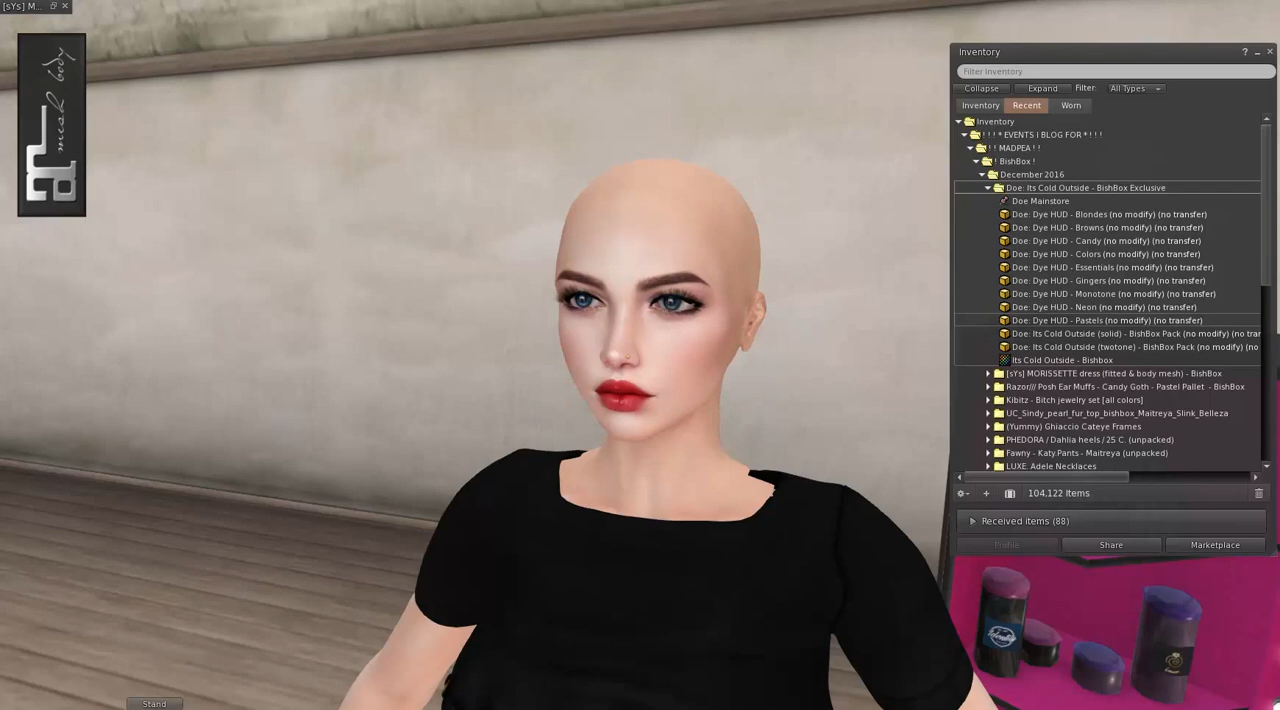 [sYs] M...
mesh body
Inventory
Filter Inventory
Collapse Expand Filter: All Types
Inventory Recent Worn
Inventory
! ! ! * EVENTS I BLOG FOR * ! ! !
! ! MADPEA ! !
! BishBox !
December 2016
Doe: Its Cold Outside - BishBox Exclusive
Doe Mainstore
Doe: Dye HUD - Blondes (no modify) (no transfer)
Doe: Dye HUD - Browns (no modify) (no transfer)
Doe: Dye HUD - Candy (no modify) (no transfer)
Doe: Dye HUD - Colors (no modify) (no transfer)
Doe: Dye HUD - Essentials (no modify) (no transfer)
Doe: Dye HUD - Gingers (no modify) (no transfer)
Doe: Dye HUD - Monotone (no modify) (no transfer)
Doe: Dye HUD - Neon (no modify) (no transfer)
Doe: Dye HUD - Pastels (no modify) (no transfer)
Doe: Its Cold Outside (solid) - BishBox Pack (no modify) (no tran
Doe: Its Cold Outside (twotone) - BishBox Pack (no modify) (no
Its Cold Outside - Bishbox
[sYs] MORISSETTE dress (fitted & body mesh) - BishBox
Razor/// Posh Ear Muffs - Candy Goth - Pastel Pallet - BishBox
Kibitz - Bitch jewelry set [all colors]
UC_Sindy_pearl_fur_top_bishbox_Maitreya_Slink_Belleza
(Yummy) Ghiaccio Cateye Frames
PHEDORA / Dahlia heels / 25 C. (unpacked)
Fawny - Katy.Pants - Maitreya (unpacked)
LUXE. Adele Necklaces
104,122 Items
Received items (88)
Profile Share Marketplace
Stand